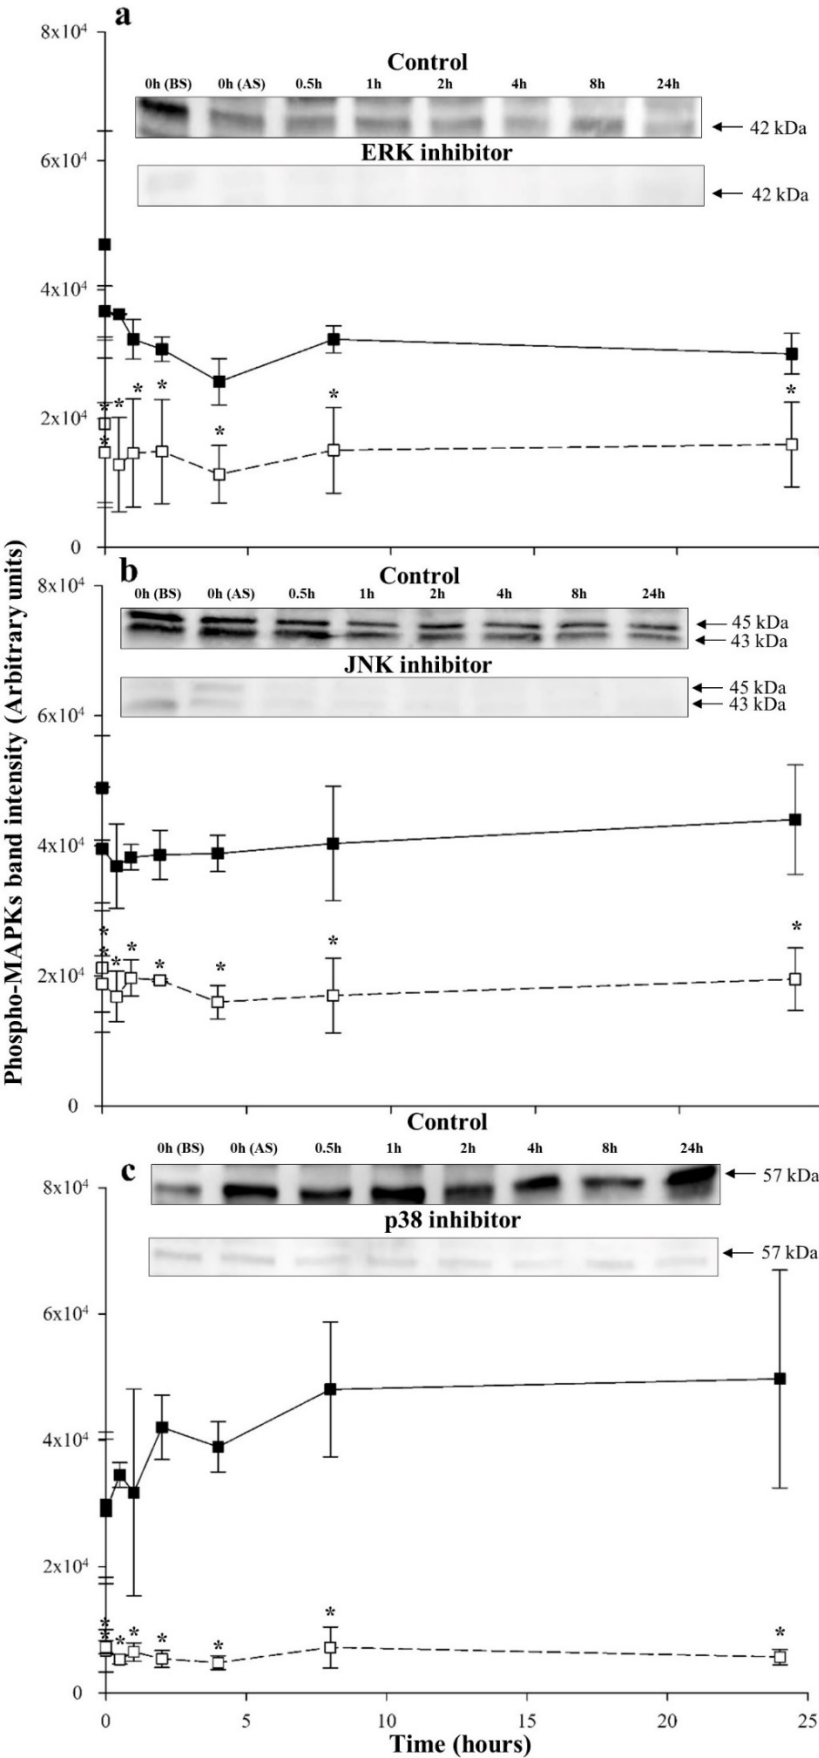 a
8x10⁴
Control
0h (BS) 0h (AS) 0.5h 1h 2h 4h 8h 24h
42 kDa
6x10⁴
ERK inhibitor
42 kDa
4x10⁴
* * * * * * * *
2x10⁴
0
b
8x10⁴
Control
0h (BS) 0h (AS) 0.5h 1h 2h 4h 8h 24h
45 kDa
43 kDa
JNK inhibitor
45 kDa
43 kDa
6x10⁴
4x10⁴
* * * * * * * *
2x10⁴
0
Phospho-MAPKs band intensity (Arbitrary units)
Control
0h (BS) 0h (AS) 0.5h 1h 2h 4h 8h 24h
c
57 kDa
8x10⁴
p38 inhibitor
57 kDa
6x10⁴
4x10⁴
2x10⁴
* * * * * * * *
0
0 5 10 15 20 25
Time (hours)